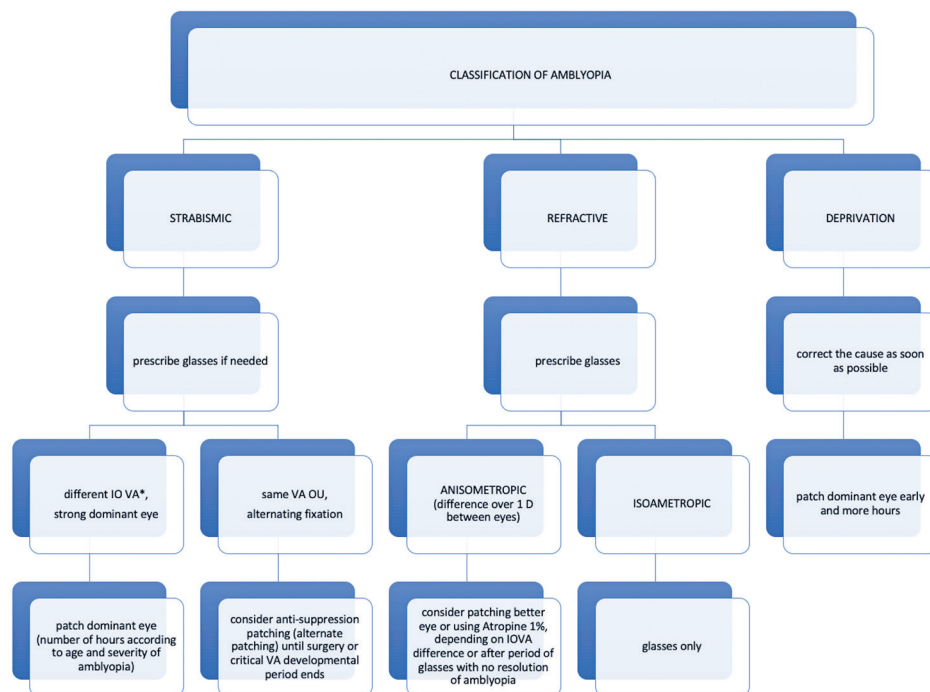 CLASSIFICATION OF AMBLYOPIA
STRABISMIC
REFRACTIVE
DEPRIVATION
prescribe glasses if needed
prescribe glasses
correct the cause as soon
as possible
different IO VA*,
strong dominant eye
same VA OU,
alternating fixation
ANISOMETROPIC
(difference over 1 D
between eyes)
ISOAMETROPIC
patch dominant eye early
and more hours
patch dominant eye
(number of hours according
to age and severity of
amblyopia)
consider anti-suppression
patching (alternate
patching) until surgery or
critical VA developmental
period ends
consider patching better
eye or using Atropine 1%,
depending on IOVA
difference or after period of
glasses with no resolution
of amblyopia
glasses only